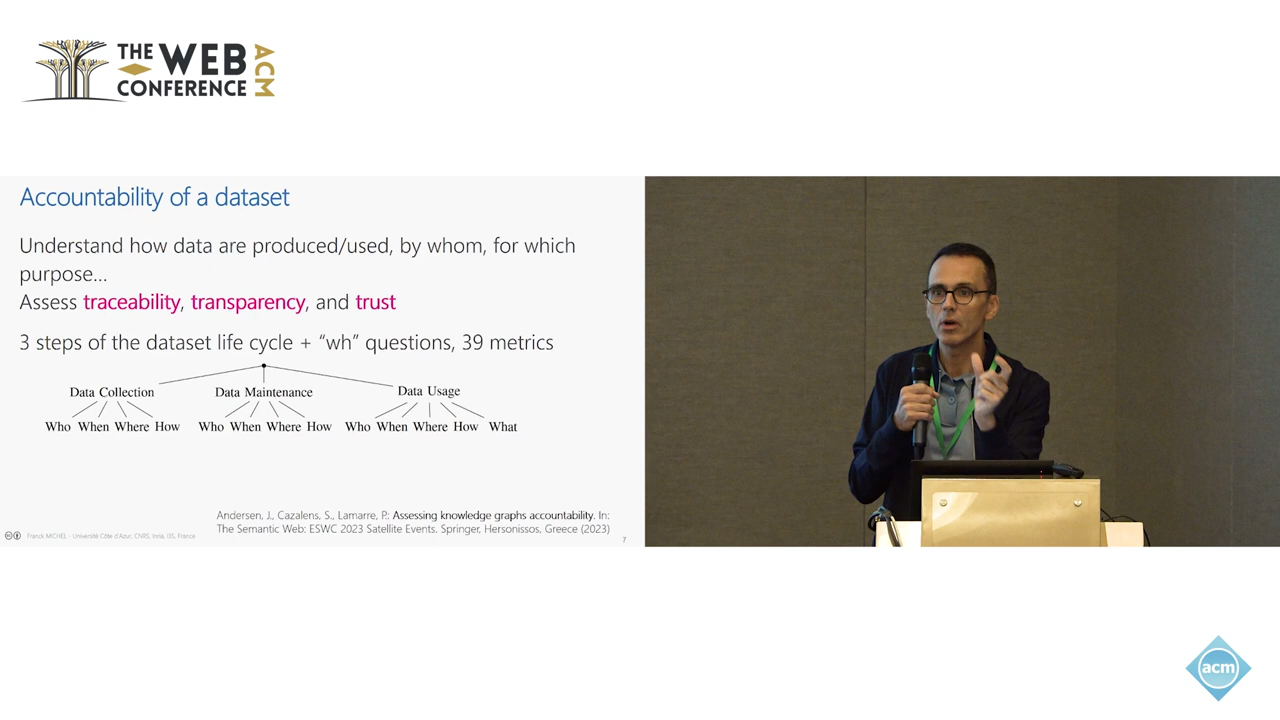 THE WEB CONFERENCE ACM
Accountability of a dataset
Understand how data are produced/used, by whom, for which
purpose...
Assess traceability, transparency, and trust
3 steps of the dataset life cycle + “wh” questions, 39 metrics
Data Collection Data Maintenance Data Usage
Who When Where How Who When Where How Who When Where How What
Andersen, J., Cazalens, S., Lamarre, P.: Assessing knowledge graphs accountability. In:
The Semantic Web: ESWC 2023 Satellite Events. Springer, Hersonissos, Greece (2023)
Franck MICHEL - Université Côte d'Azur, CNRS, Inria, I3S, France
7
acm